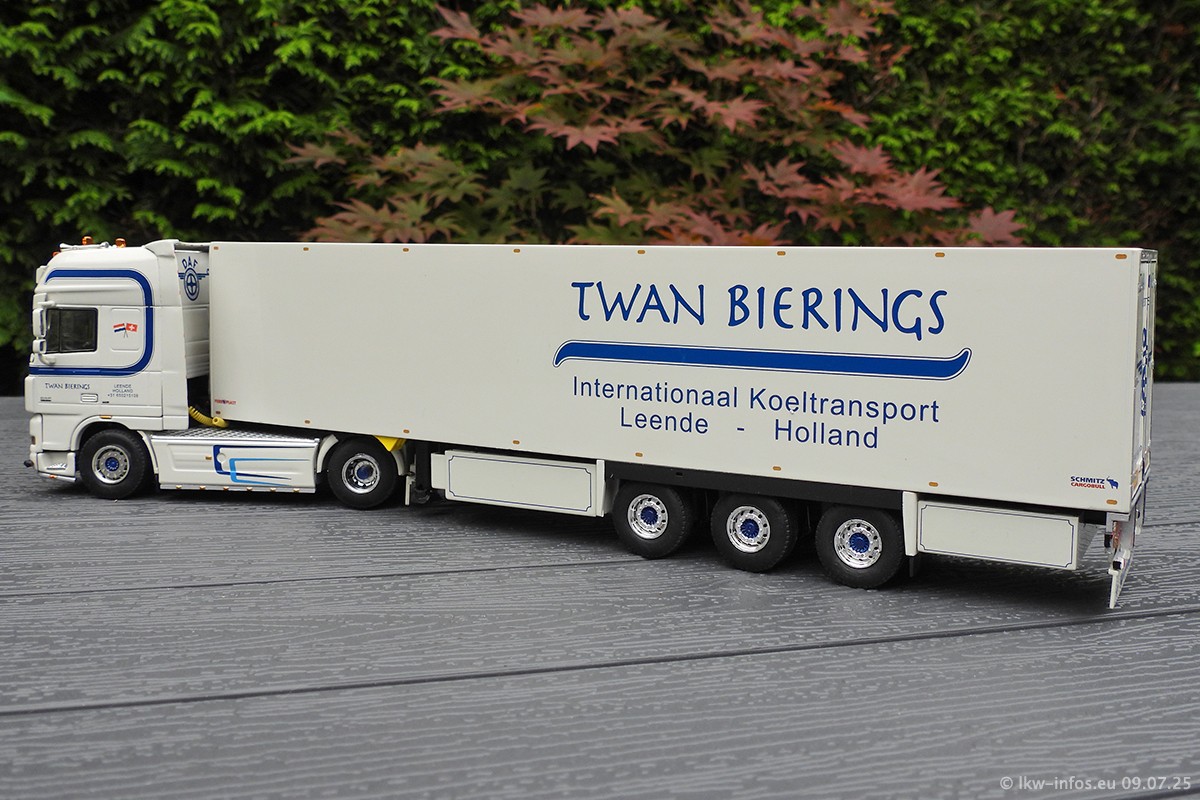 DAF
TWAN BIERINGS
Internationaal Koeltransport
Leende - Holland
TWAN BIERINGS
LEENDE
HOLLAND
SCHMITZ
CARGOBULL
© lkw-infos.eu 09.07.25